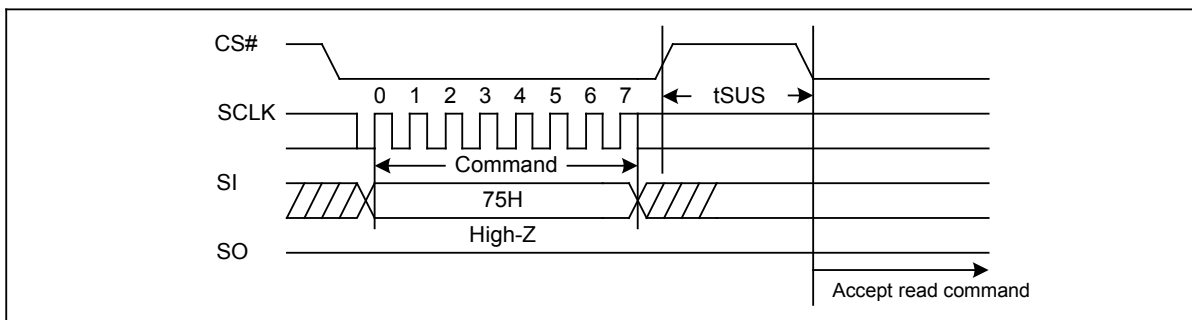 CS#
0 1 2 3 4 5 6 7
tSUS
SCLK
Command
SI
75H
High-Z
SO
Accept read command